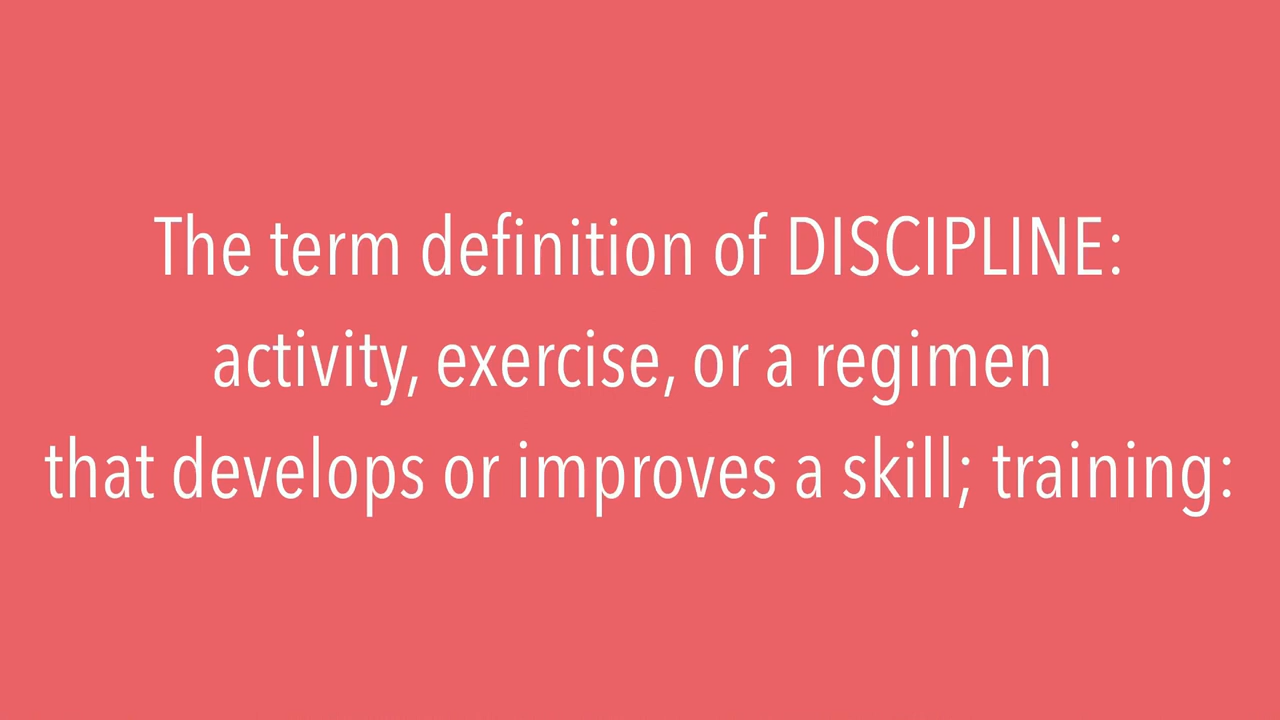 The term definition of DISCIPLINE:
activity, exercise, or a regimen
that develops or improves a skill; training: